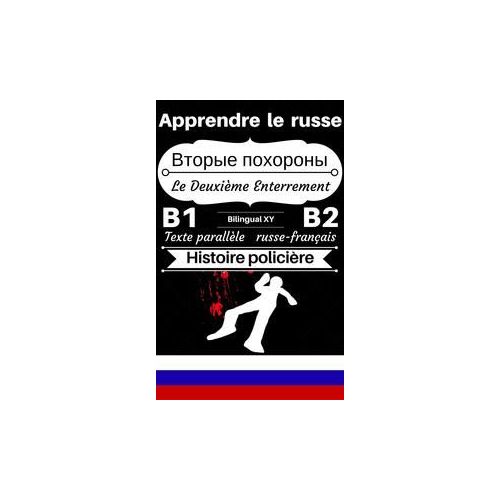 Apprendre le russe
Вторые похороны
Le Deuxième Enterrement
B1 Bilingual XY B2
Texte parallèle russe-français
Histoire policière